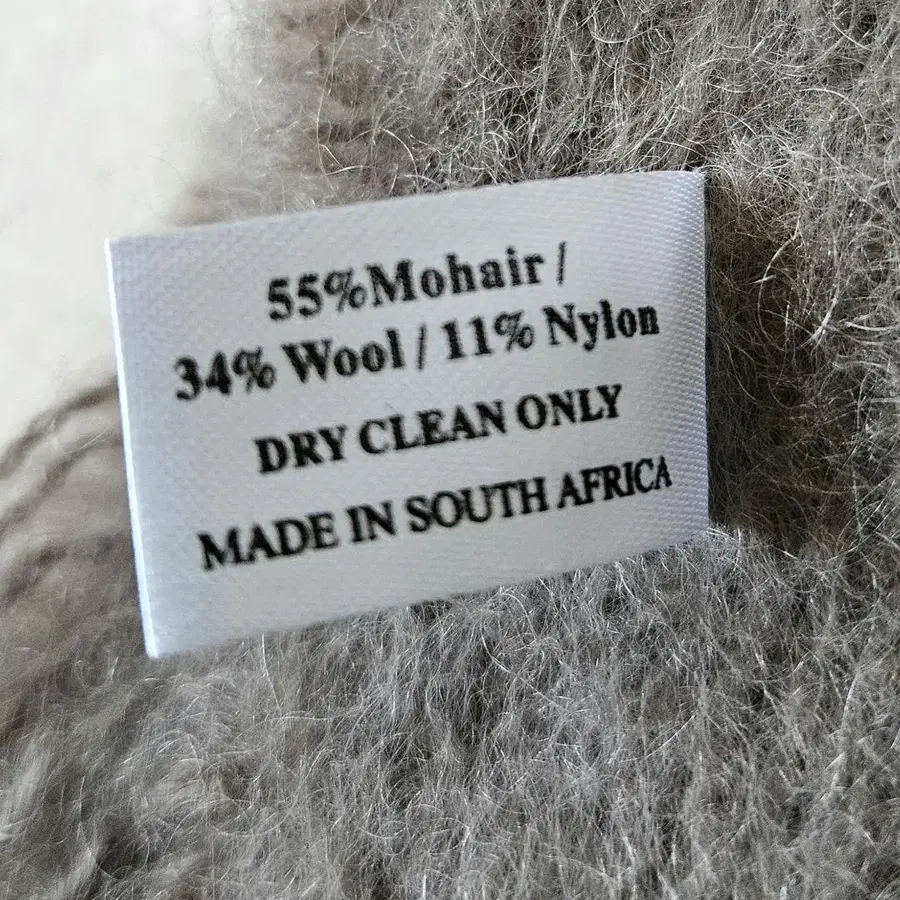 55%Mohair /
34% Wool / 11% Nylon
DRY CLEAN ONLY
MADE IN SOUTH AFRICA